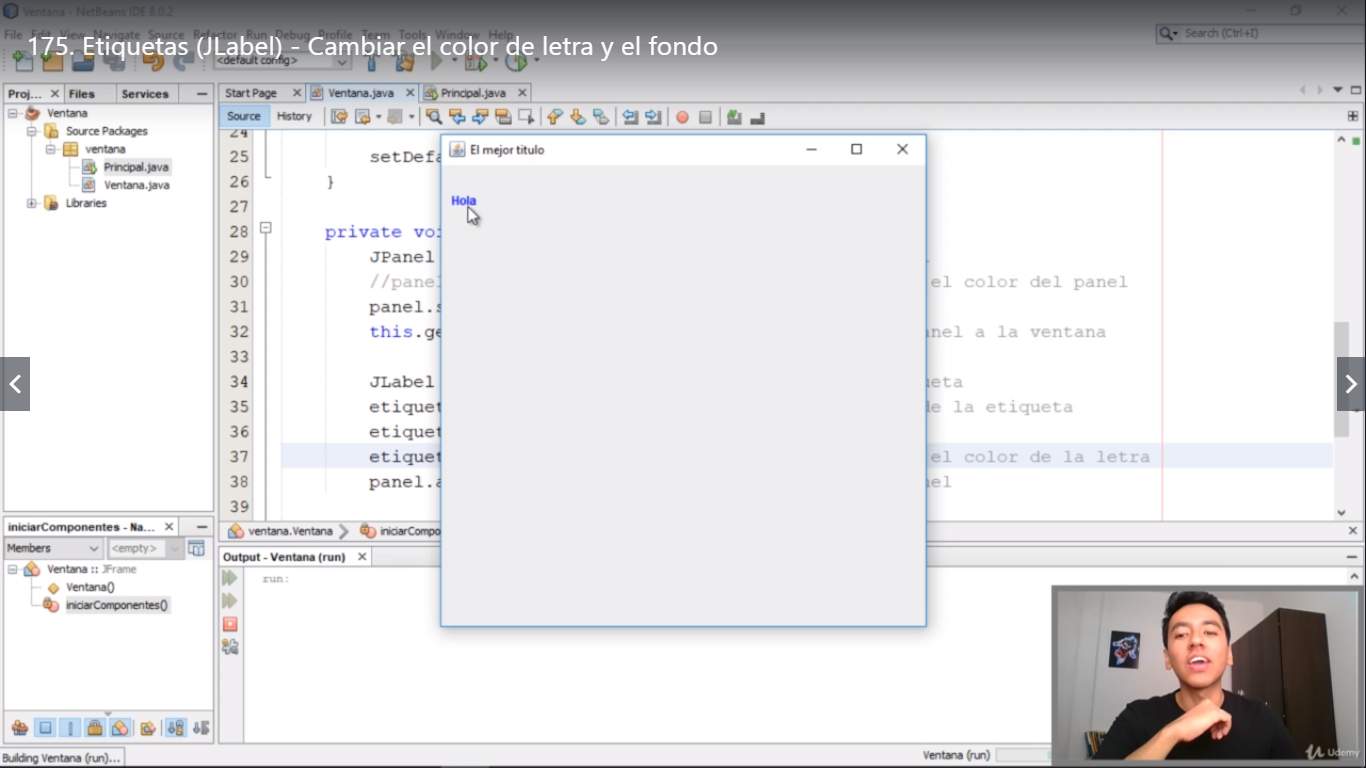 Ventana - NetBeans IDE 8.0.2
File Edit View Navigate Source Refactor Run Debug Profile Team Tools Window Help
Search (Ctrl+I)
175. Etiquetas (JLabel) - Cambiar el color de letra y el fondo
<default config>
Proj... Files Services
Start Page Ventana.java Principal.java
Source History
Ventana
Source Packages
ventana
Principal.java
Ventana.java
Libraries
El mejor titulo
Hola
24
25 setDefa
26 }
27
28 private voi
29 JPanel
30 //panel el color del panel
31 panel.s
32 this.ge nel a la ventana
33
34 JLabel eta
35 etiquet de la etiqueta
36 etiquet
37 etiquet el color de la letra
38 panel.a el
39
ventana.Ventana iniciarCompo
iniciarComponentes - Na...
Members <empty>
Ventana :: JFrame
Ventana()
iniciarComponentes()
Output - Ventana (run)
run:
Building Ventana (run)...
Ventana (run)
Udemy